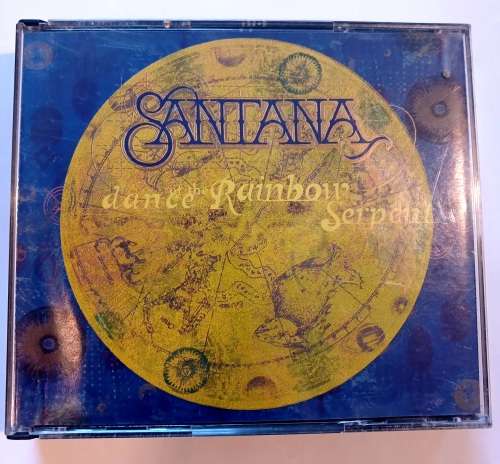 SANTANA
dance of the Rainbow
Serpent